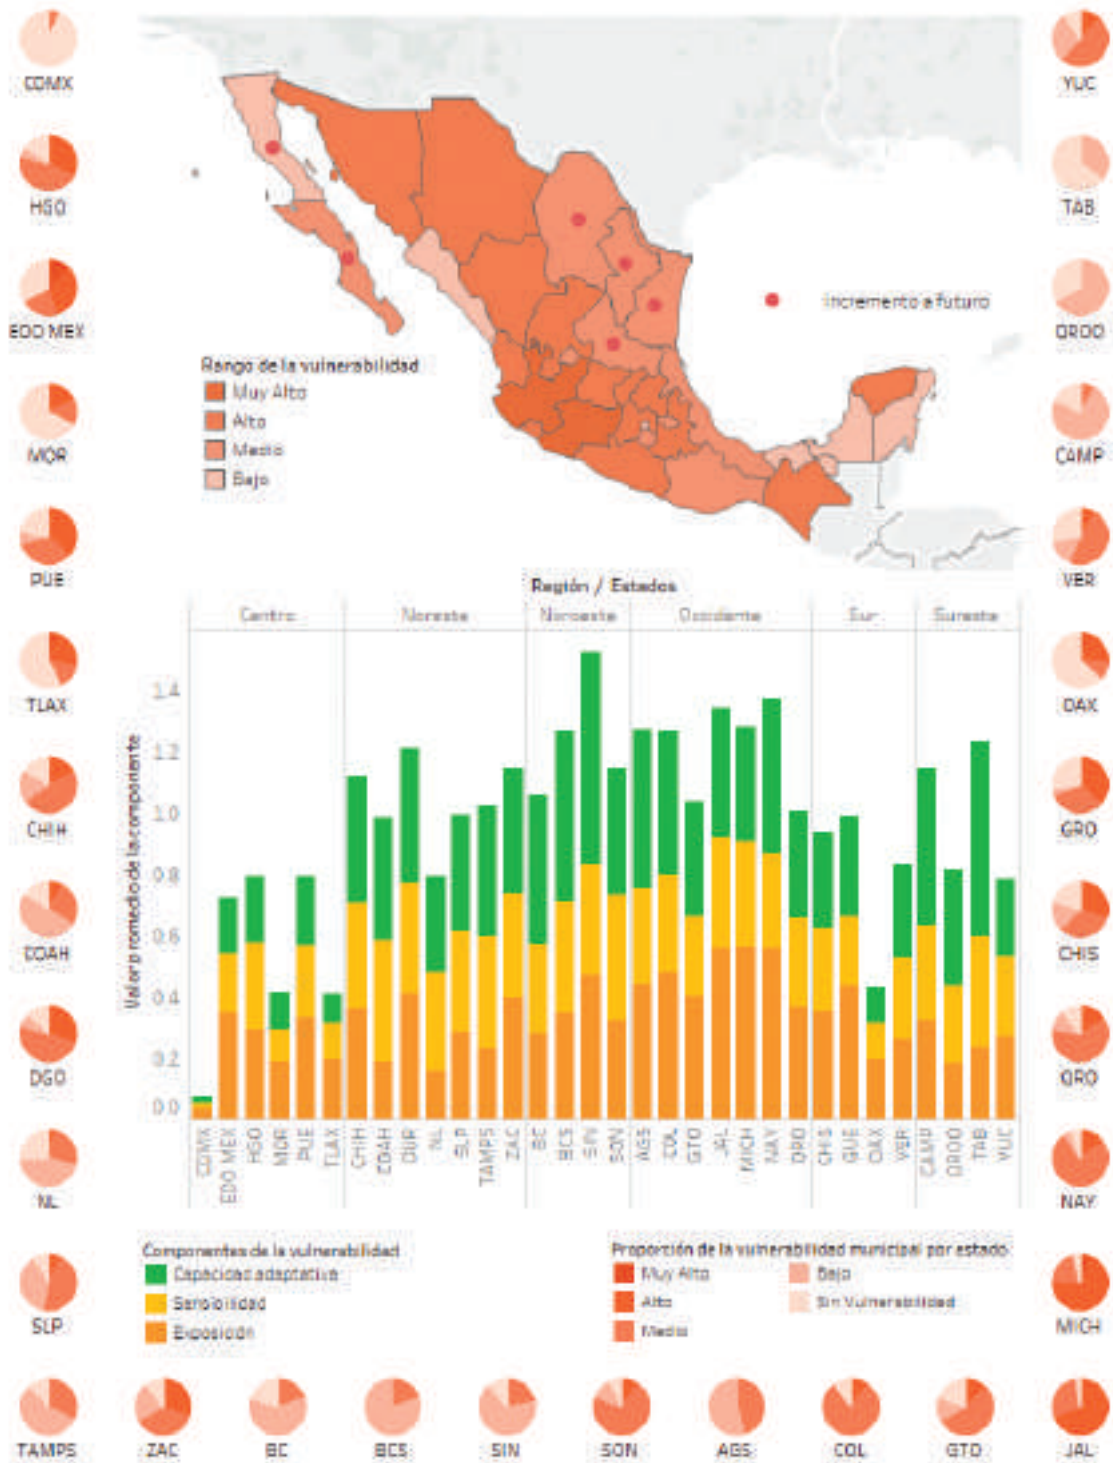 CDMX
HGO
EDO MEX
MOR
PUE
TLAX
CHIH
COAH
DGO
NL
SLP
TAMPS
ZAC
BC
BCS
SIN
SON
AGS
COL
GTO
JAL
YUC
TAB
QROO
CAMP
VER
OAX
GRO
CHIS
QRO
NAY
MICH
Incremento a futuro
Rango de la vulnerabilidad
Muy Alto
Alto
Medio
Bajo
Región / Estados
Centro
Noreste
Noroeste
Occidente
Sur
Sureste
Valor promedio de la componente
1.4
1.2
1.0
0.8
0.6
0.4
0.2
0.0
CDMX
EDO MEX
HGO
MOR
PUE
TLAX
CHIH
COAH
DUR
NL
SLP
TAMPS
ZAC
BC
BCS
SIN
SON
AGS
COL
GTO
JAL
MICH
NAY
QRO
CHIS
GUE
OAX
VER
CAMP
QROO
TAB
YUC
Componentes de la vulnerabilidad
Capacidad adaptativa
Sensibilidad
Exposición
Proporción de la vulnerabilidad municipal por estado
Muy Alto
Alto
Medio
Bajo
Sin Vulnerabilidad